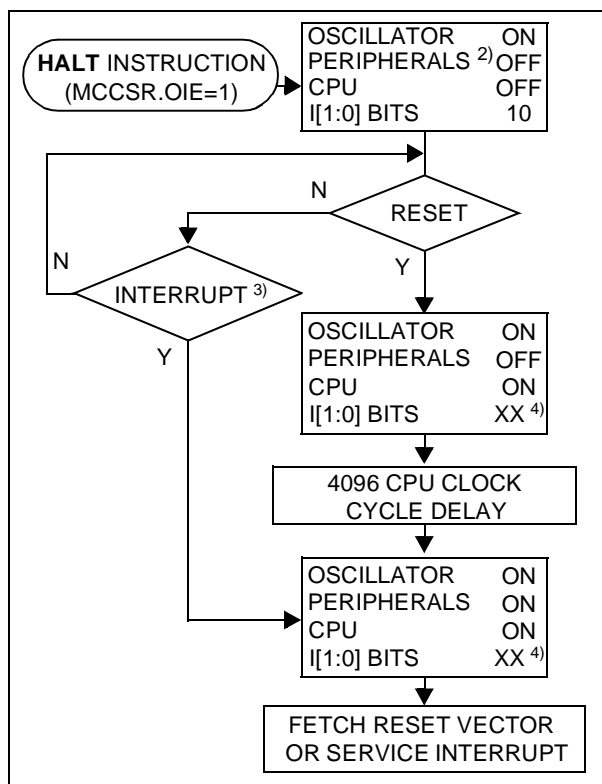 HALT INSTRUCTION
(MCCSR.OIE=1)
OSCILLATOR ON
PERIPHERALS 2) OFF
CPU OFF
I[1:0] BITS 10
N
RESET
N
Y
INTERRUPT 3)
Y
OSCILLATOR ON
PERIPHERALS OFF
CPU ON
I[1:0] BITS XX 4)
4096 CPU CLOCK
CYCLE DELAY
OSCILLATOR ON
PERIPHERALS ON
CPU ON
I[1:0] BITS XX 4)
FETCH RESET VECTOR
OR SERVICE INTERRUPT